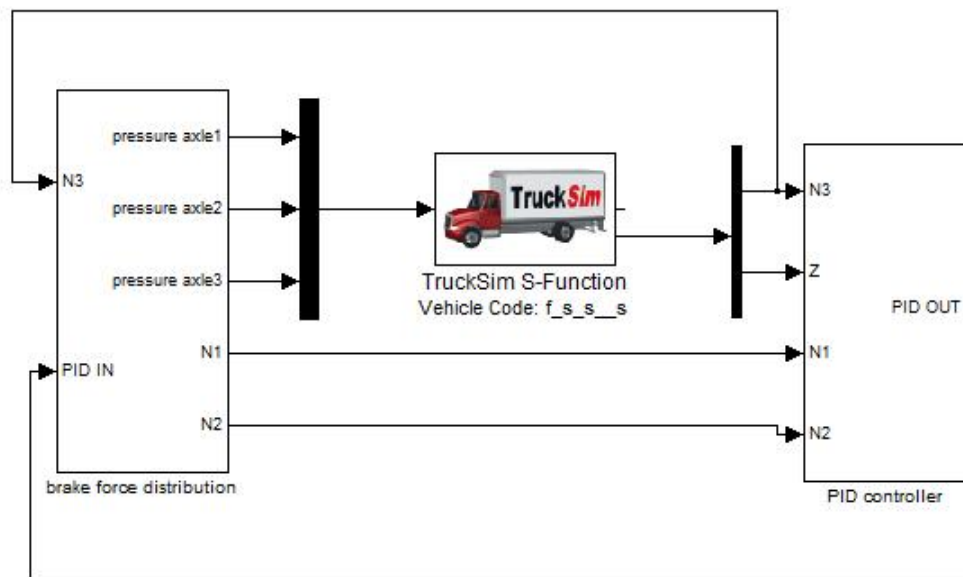 pressure axle1
N3
pressure axle2
pressure axle3
N1
PID IN
N2
brake force distribution
TruckSim
TruckSim S-Function
Vehicle Code: f_s_s__s
N3
Z
PID OUT
N1
N2
PID controller